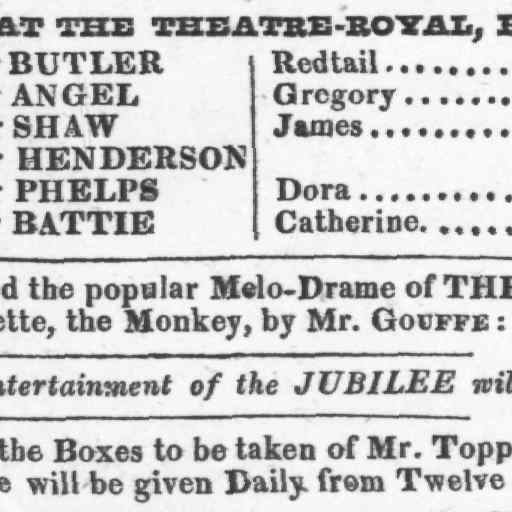 AT THE THEATRE-ROYAL,
BUTLER
ANGEL
SHAW
HENDERSON
PHELPS
BATTIE
Redtail..........
Gregory........
James..........
Dora..........
Catherine. .....
d the popular Melo-Drame of THE
ette, the Monkey, by Mr. GOUFFE :
ntertainment of the JUBILEE wil
the Boxes to be taken of Mr. Topp
e will be given Daily from Twelve